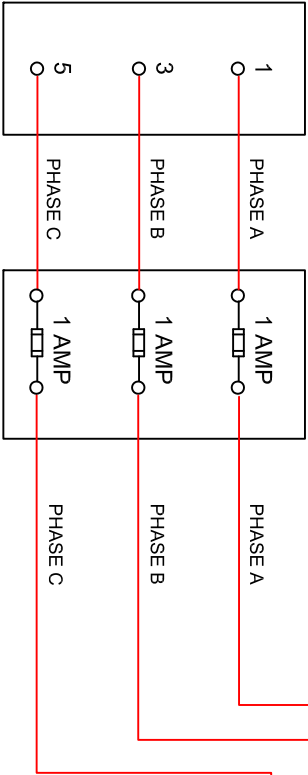 1
PHASE A
1 AMP
PHASE A
3
PHASE B
1 AMP
PHASE B
5
PHASE C
1 AMP
PHASE C